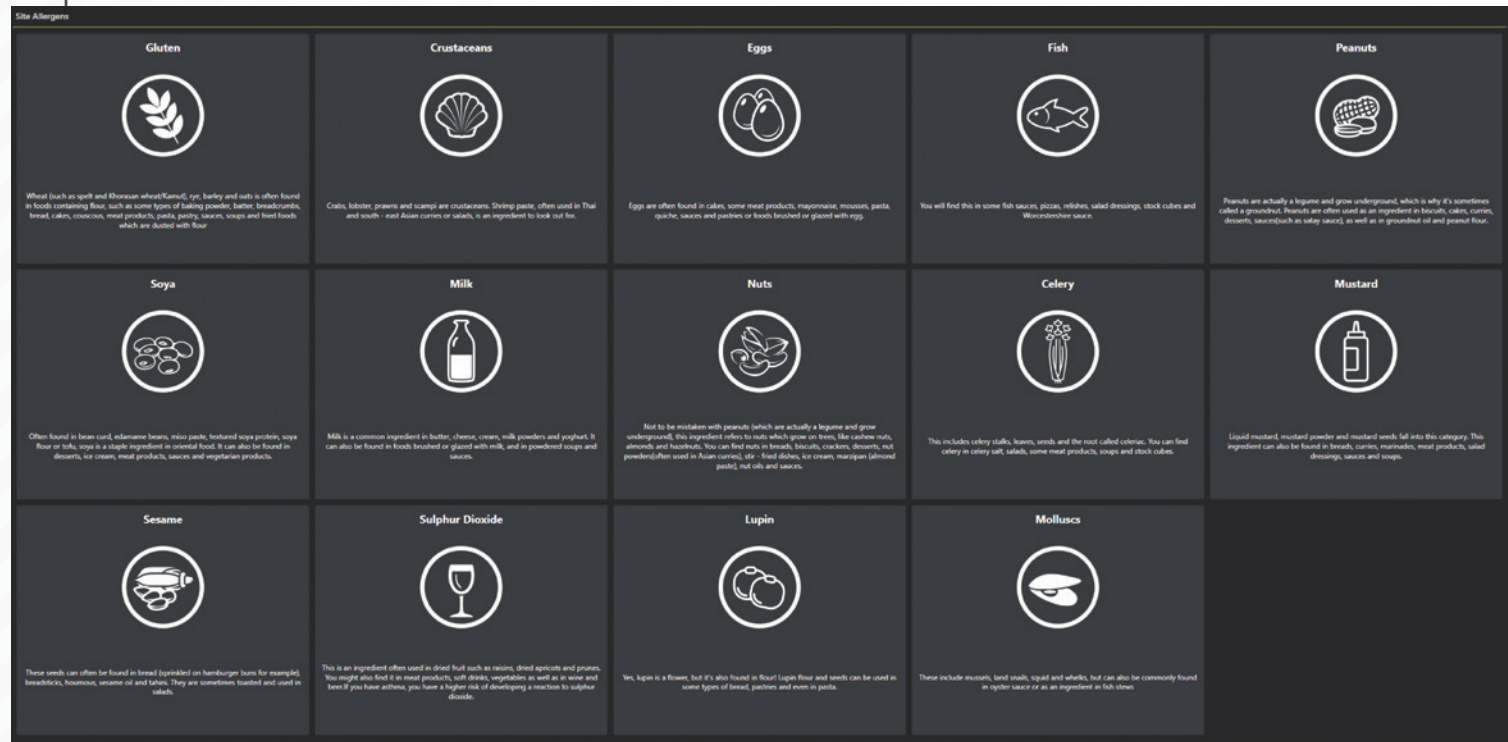 Site Allergens
Gluten
Wheat (such as spelt and Khorasan wheat/Kamut), rye, barley and oats is often found
in foods containing flour, such as some types of baking powder, batter, breadcrumbs,
bread, cakes, couscous, meat products, pasta, pastry, sauces, soups and fried foods
which are dusted with flour
Crustaceans
Crabs, lobster, prawns and scampi are crustaceans. Shrimp paste, often used in Thai
and south - east Asian curries or salads, is an ingredient to look out for.
Eggs
Eggs are often found in cakes, some meat products, mayonnaise, mousses, pasta,
quiche, sauces and pastries or foods brushed or glazed with egg.
Fish
You will find this in some fish sauces, pizzas, relishes, salad dressings, stock cubes and
Worcestershire sauce.
Peanuts
Peanuts are actually a legume and grow underground, which is why it's sometimes
called a groundnut. Peanuts are often used as an ingredient in biscuits, cakes, curries,
desserts, sauces(such as satay sauce), as well as in groundnut oil and peanut flour.
Soya
Often found in bean curd, edamame beans, miso paste, textured soya protein, soya
flour or tofu, soya is a staple ingredient in oriental food. It can also be found in
desserts, ice cream, meat products, sauces and vegetarian products.
Milk
Milk is a common ingredient in butter, cheese, cream, milk powders and yoghurt. It
can also be found in foods brushed or glazed with milk, and in powdered soups and
sauces.
Nuts
Not to be mistaken with peanuts (which are actually a legume and grow
underground), this ingredient refers to nuts which grow on trees, like cashew nuts,
almonds and hazelnuts. You can find nuts in breads, biscuits, crackers, desserts, nut
powders(often used in Asian curries), stir - fried dishes, ice cream, marzipan (almond
paste), nut oils and sauces.
Celery
This includes celery stalks, leaves, seeds and the root called celeriac. You can find
celery in celery salt, salads, some meat products, soups and stock cubes.
Mustard
Liquid mustard, mustard powder and mustard seeds fall into this category. This
ingredient can also be found in breads, curries, marinades, meat products, salad
dressings, sauces and soups.
Sesame
These seeds can often be found in bread (sprinkled on hamburger buns for example),
breadsticks, houmous, sesame oil and tahini. They are sometimes toasted and used in
salads.
Sulphur Dioxide
This is an ingredient often used in dried fruit such as raisins, dried apricots and prunes.
You might also find it in meat products, soft drinks, vegetables as well as in wine and
beer.If you have asthma, you have a higher risk of developing a reaction to sulphur
dioxide.
Lupin
Yes, lupin is a flower, but it's also found in flour! Lupin flour and seeds can be used in
some types of bread, pastries and even in pasta.
Molluscs
These include mussels, land snails, squid and whelks, but can also be commonly found
in oyster sauce or as an ingredient in fish stews